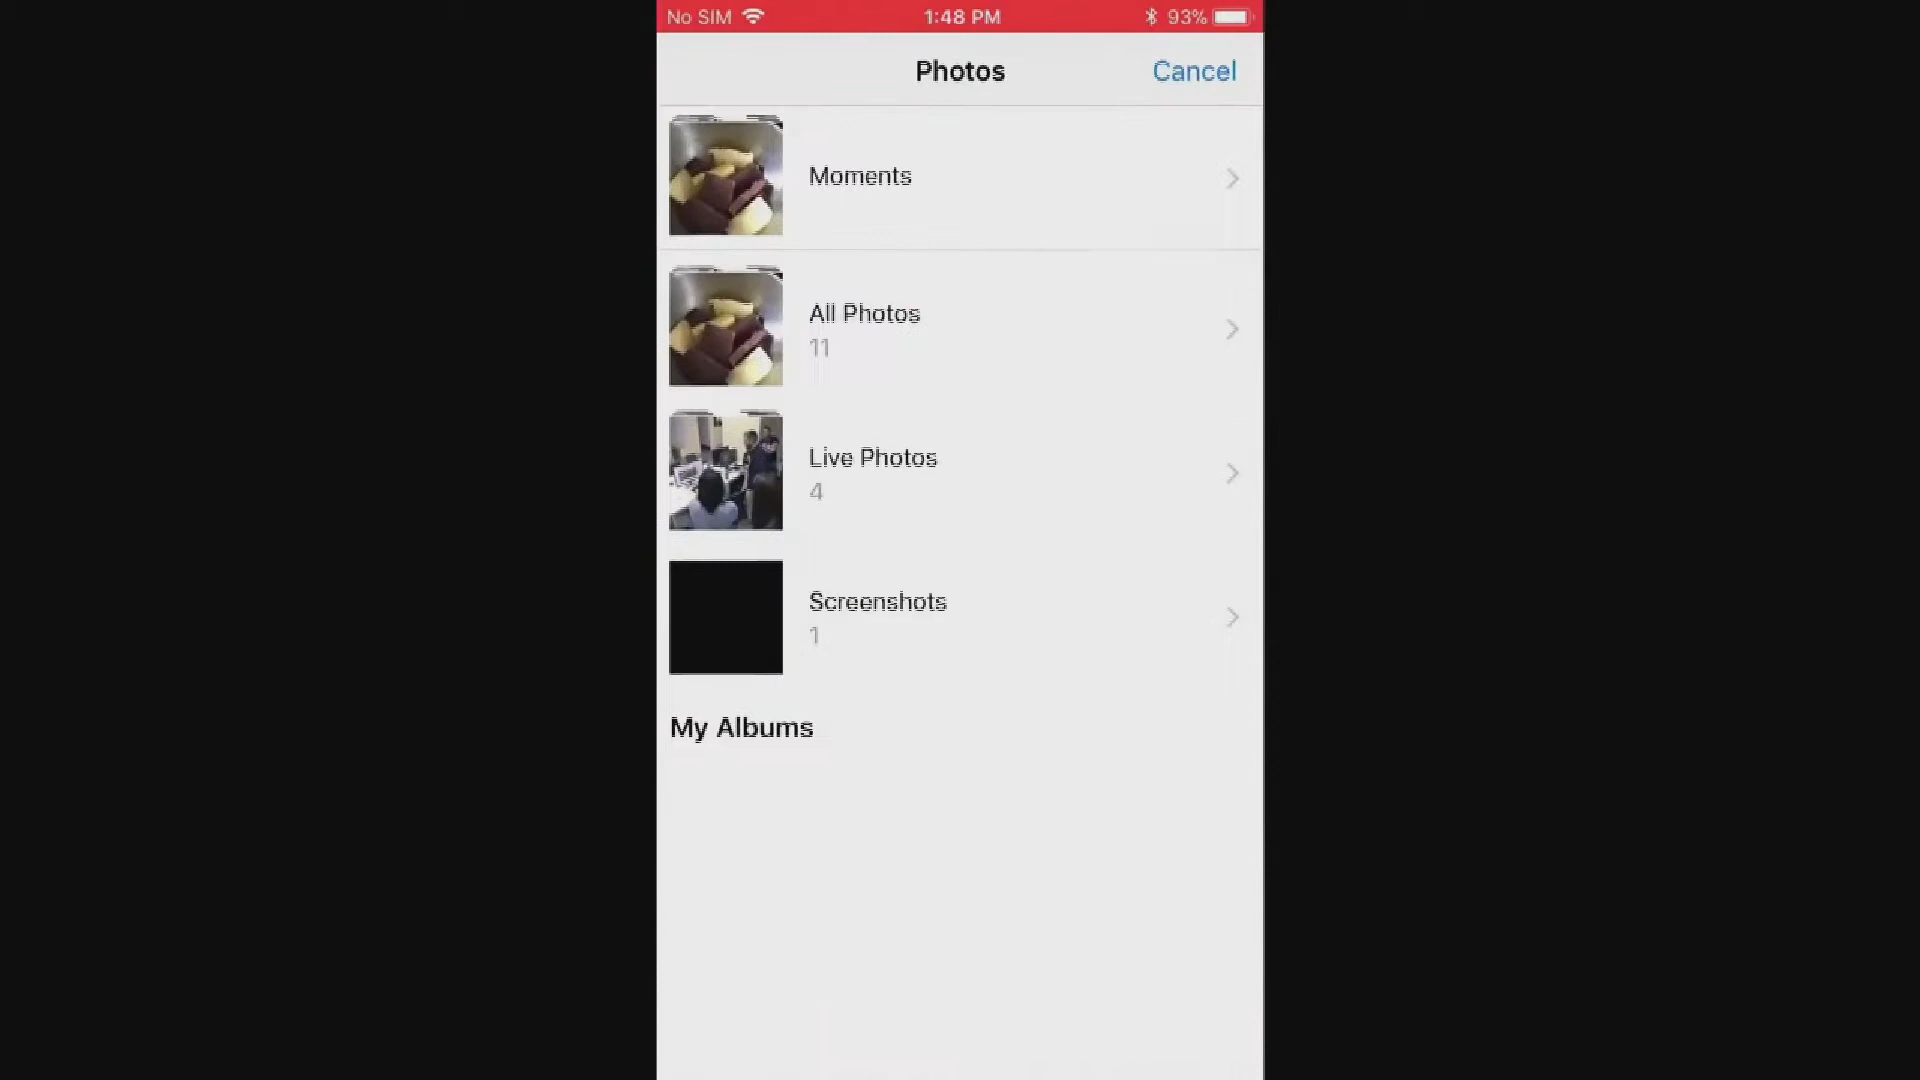 No SIM 1:48 PM 93%
Photos Cancel
Moments
All Photos
11
Live Photos
4
Screenshots
1
My Albums